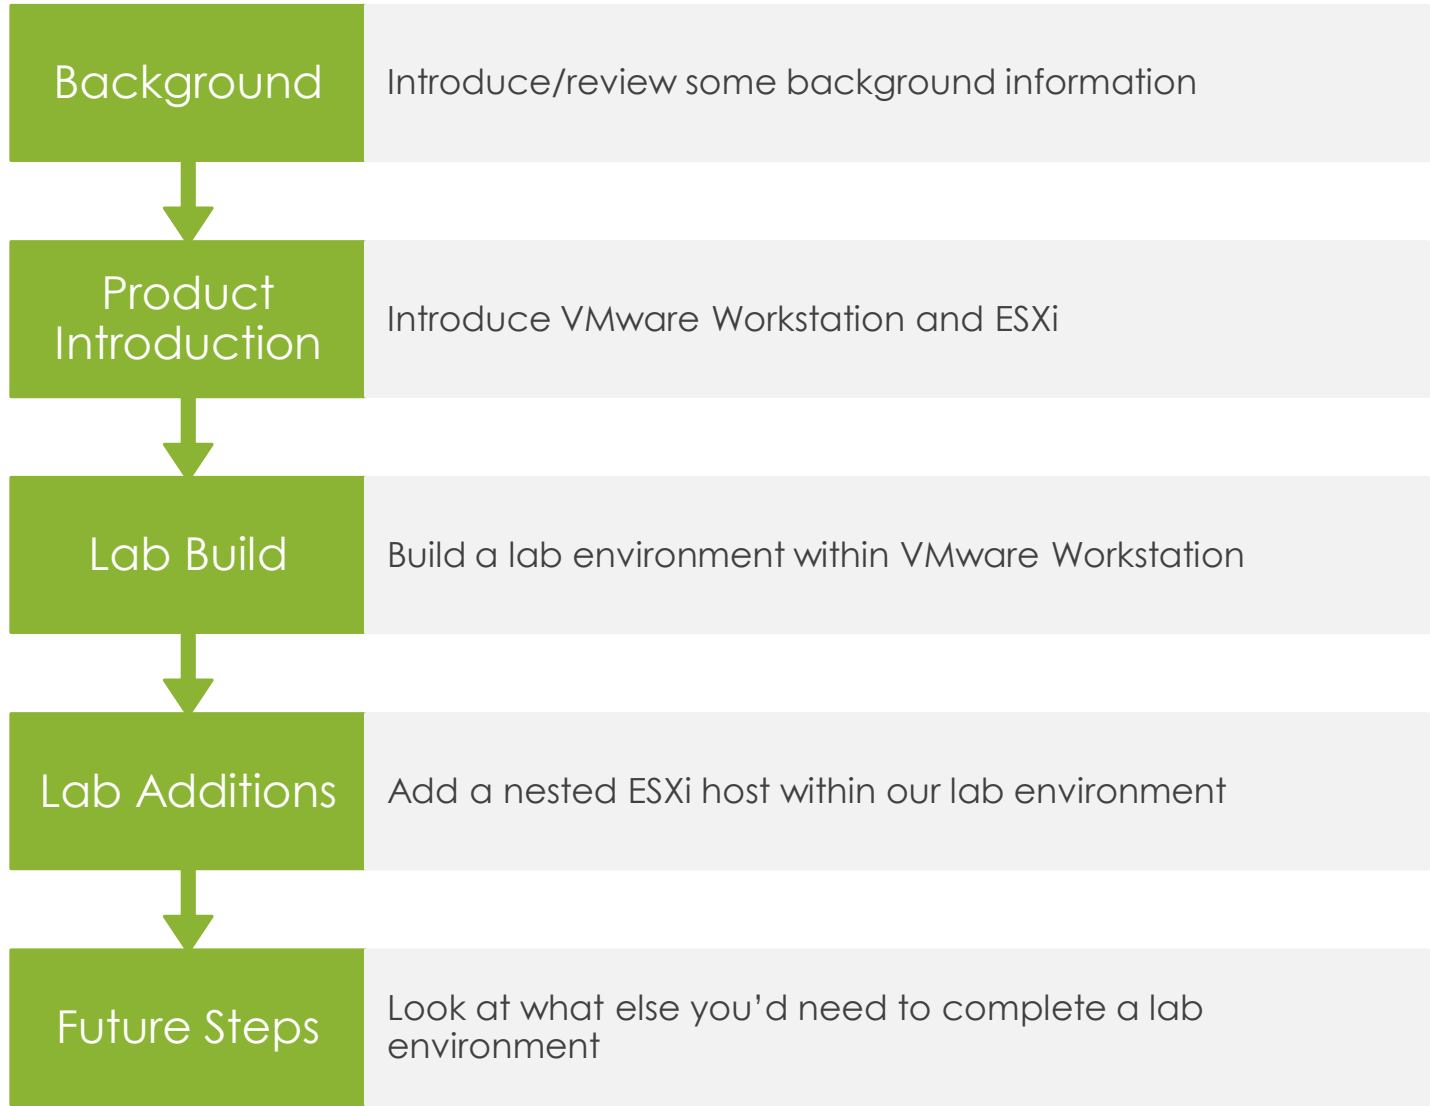 Background
Introduce/review some background information
Product
Introduction
Introduce VMware Workstation and ESXi
Lab Build
Build a lab environment within VMware Workstation
Lab Additions
Add a nested ESXi host within our lab environment
Future Steps
Look at what else you’d need to complete a lab
environment